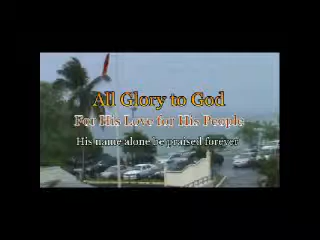 All Glory to God
For His Love for His People
His name alone be praised forever